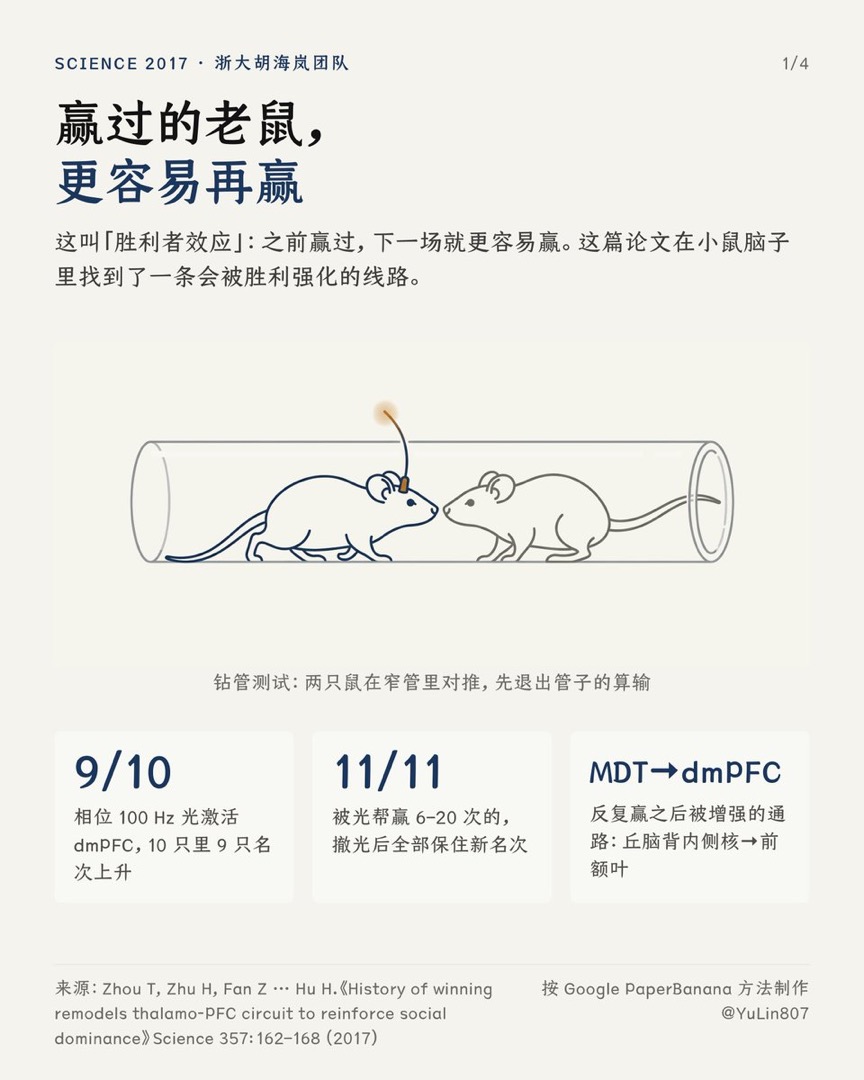 SCIENCE 2017 · 浙大胡海岚团队
1/4
赢过的老鼠，
更容易再赢
这叫「胜利者效应」：之前赢过，下一场就更容易赢。这篇论文在小鼠脑子
里找到了一条会被胜利强化的线路。
钻管测试：两只鼠在窄管里对推，先退出管子的算输
9/10
相位 100 Hz 光激活
dmPFC，10 只里 9 只名
次上升
11/11
被光帮赢 6–20 次的，
撤光后全部保住新名次
MDT→dmPFC
反复赢之后被增强的通
路：丘脑背内侧核→前
额叶
来源：Zhou T, Zhu H, Fan Z ··· Hu H.《History of winning
remodels thalamo-PFC circuit to reinforce social
dominance》Science 357:162–168 (2017)
按 Google PaperBanana 方法制作
@YuLin807